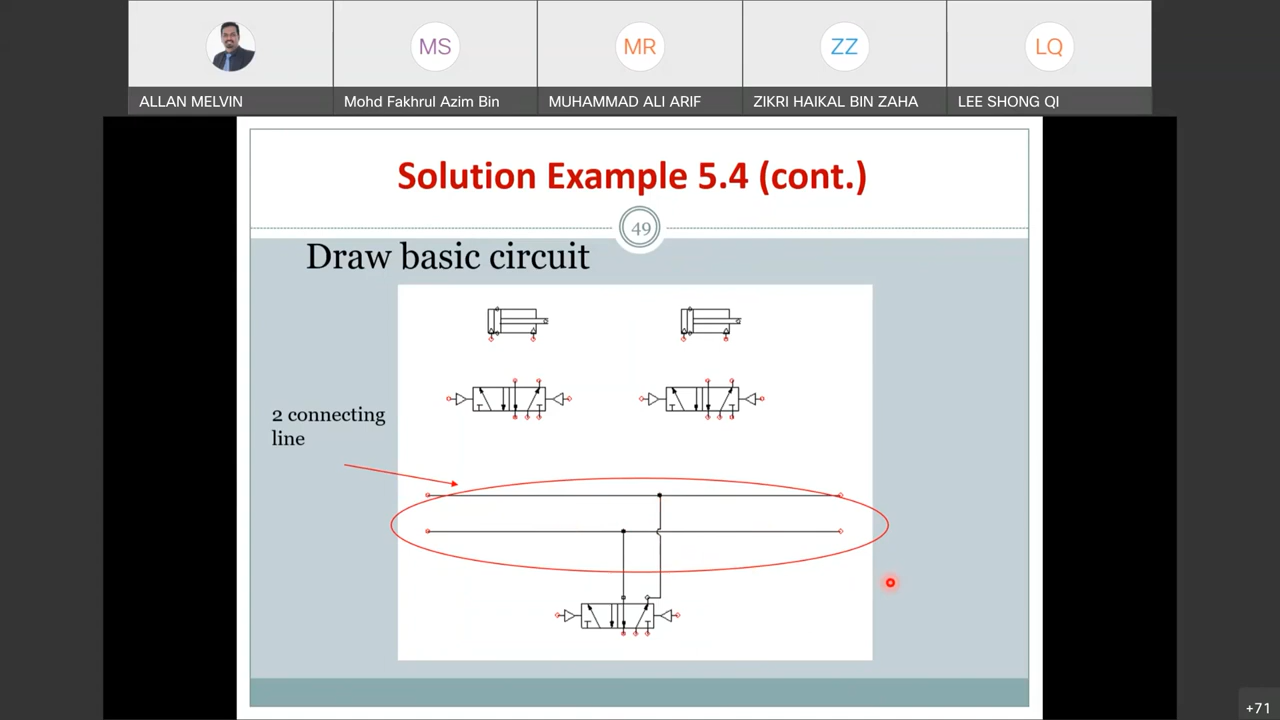 MS
MR
ZZ
LQ
ALLAN MELVIN
Mohd Fakhrul Azim Bin
MUHAMMAD ALI ARIF
ZIKRI HAIKAL BIN ZAHA
LEE SHONG QI
Solution Example 5.4 (cont.)
49
Draw basic circuit
2 connecting
line
+71